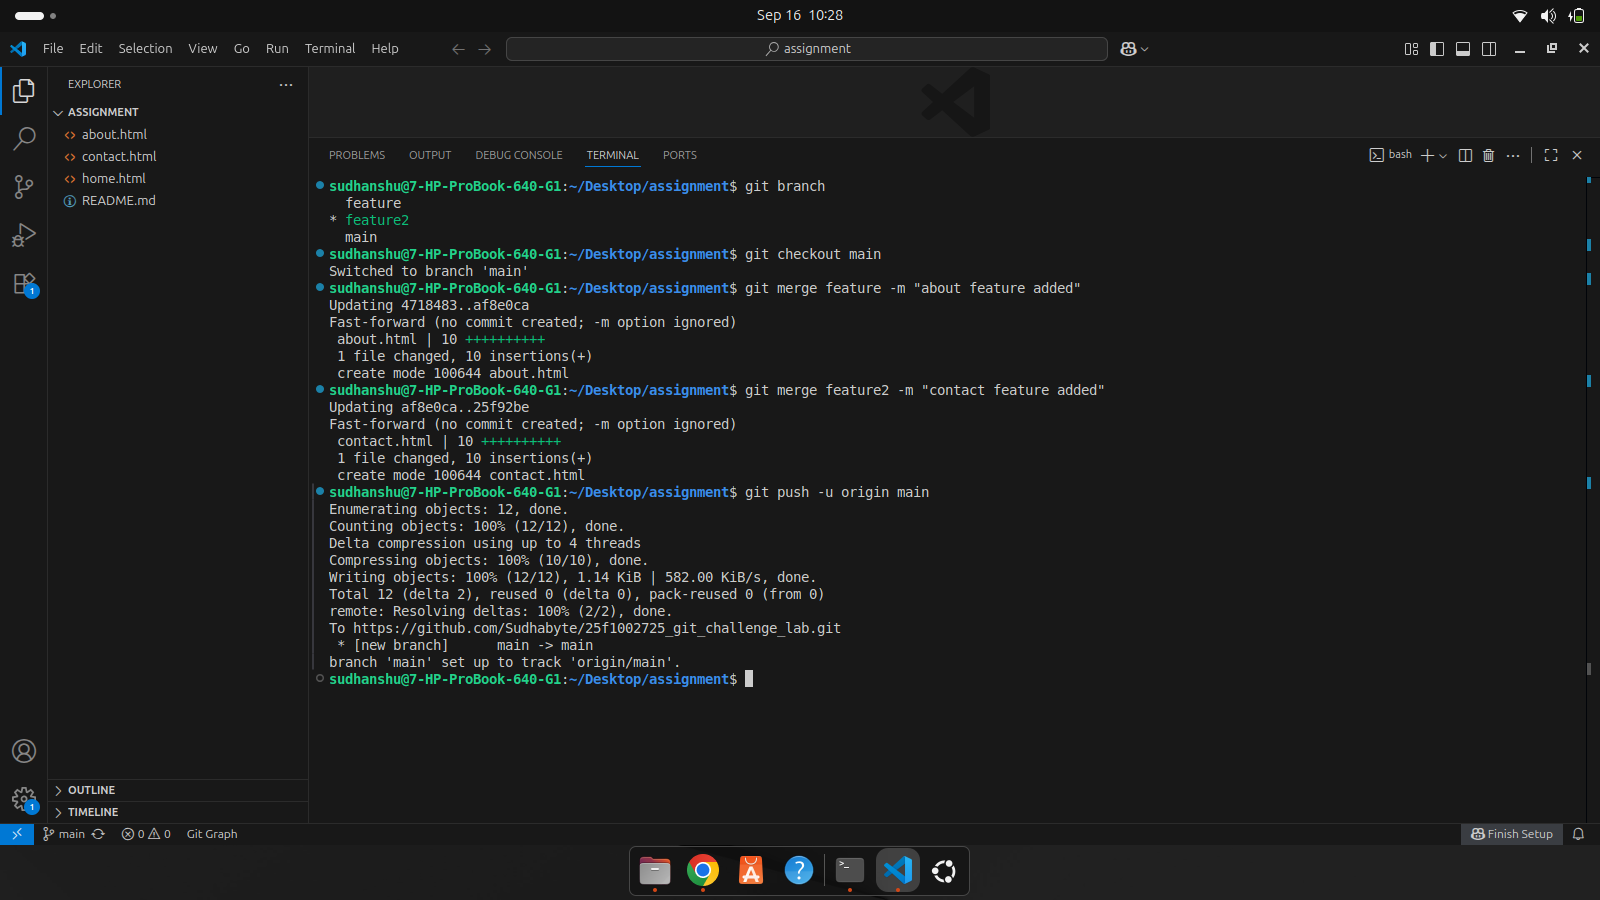 Sep 16 10:28
File Edit Selection View Go Run Terminal Help
assignment
EXPLORER
ASSIGNMENT
about.html
contact.html
home.html
README.md
OUTLINE
TIMELINE
PROBLEMS OUTPUT DEBUG CONSOLE TERMINAL PORTS
bash
sudhanshu@7-HP-ProBook-640-G1:~/Desktop/assignment$ git branch
feature
* feature2
main
sudhanshu@7-HP-ProBook-640-G1:~/Desktop/assignment$ git checkout main
Switched to branch 'main'
sudhanshu@7-HP-ProBook-640-G1:~/Desktop/assignment$ git merge feature -m "about feature added"
Updating 4718483..af8e0ca
Fast-forward (no commit created; -m option ignored)
about.html | 10 ++++++++++
1 file changed, 10 insertions(+)
create mode 100644 about.html
sudhanshu@7-HP-ProBook-640-G1:~/Desktop/assignment$ git merge feature2 -m "contact feature added"
Updating af8e0ca..25f92be
Fast-forward (no commit created; -m option ignored)
contact.html | 10 ++++++++++
1 file changed, 10 insertions(+)
create mode 100644 contact.html
sudhanshu@7-HP-ProBook-640-G1:~/Desktop/assignment$ git push -u origin main
Enumerating objects: 12, done.
Counting objects: 100% (12/12), done.
Delta compression using up to 4 threads
Compressing objects: 100% (10/10), done.
Writing objects: 100% (12/12), 1.14 KiB | 582.00 KiB/s, done.
Total 12 (delta 2), reused 0 (delta 0), pack-reused 0 (from 0)
remote: Resolving deltas: 100% (2/2), done.
To https://github.com/Sudhabyte/25f1002725_git_challenge_lab.git
* [new branch] main -> main
branch 'main' set up to track 'origin/main'.
sudhanshu@7-HP-ProBook-640-G1:~/Desktop/assignment$
1
1
main 0 0 Git Graph Finish Setup